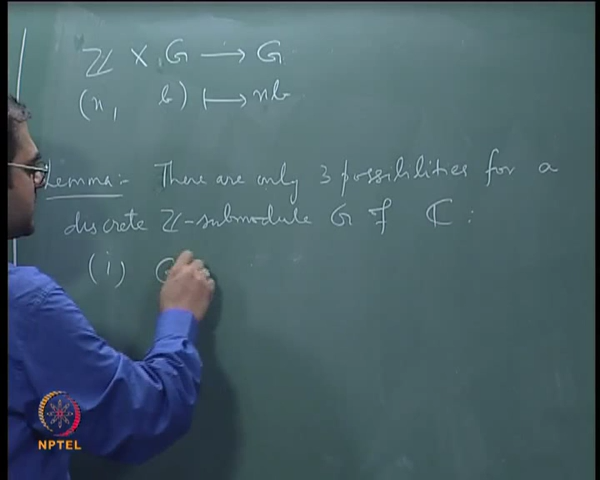 ℤ × G ⟶ G
(n, b) ⟼ nb
Lemma:- There are only 3 possibilities for a
discrete ℤ-submodule G of ℂ :
(i) G
NPTEL